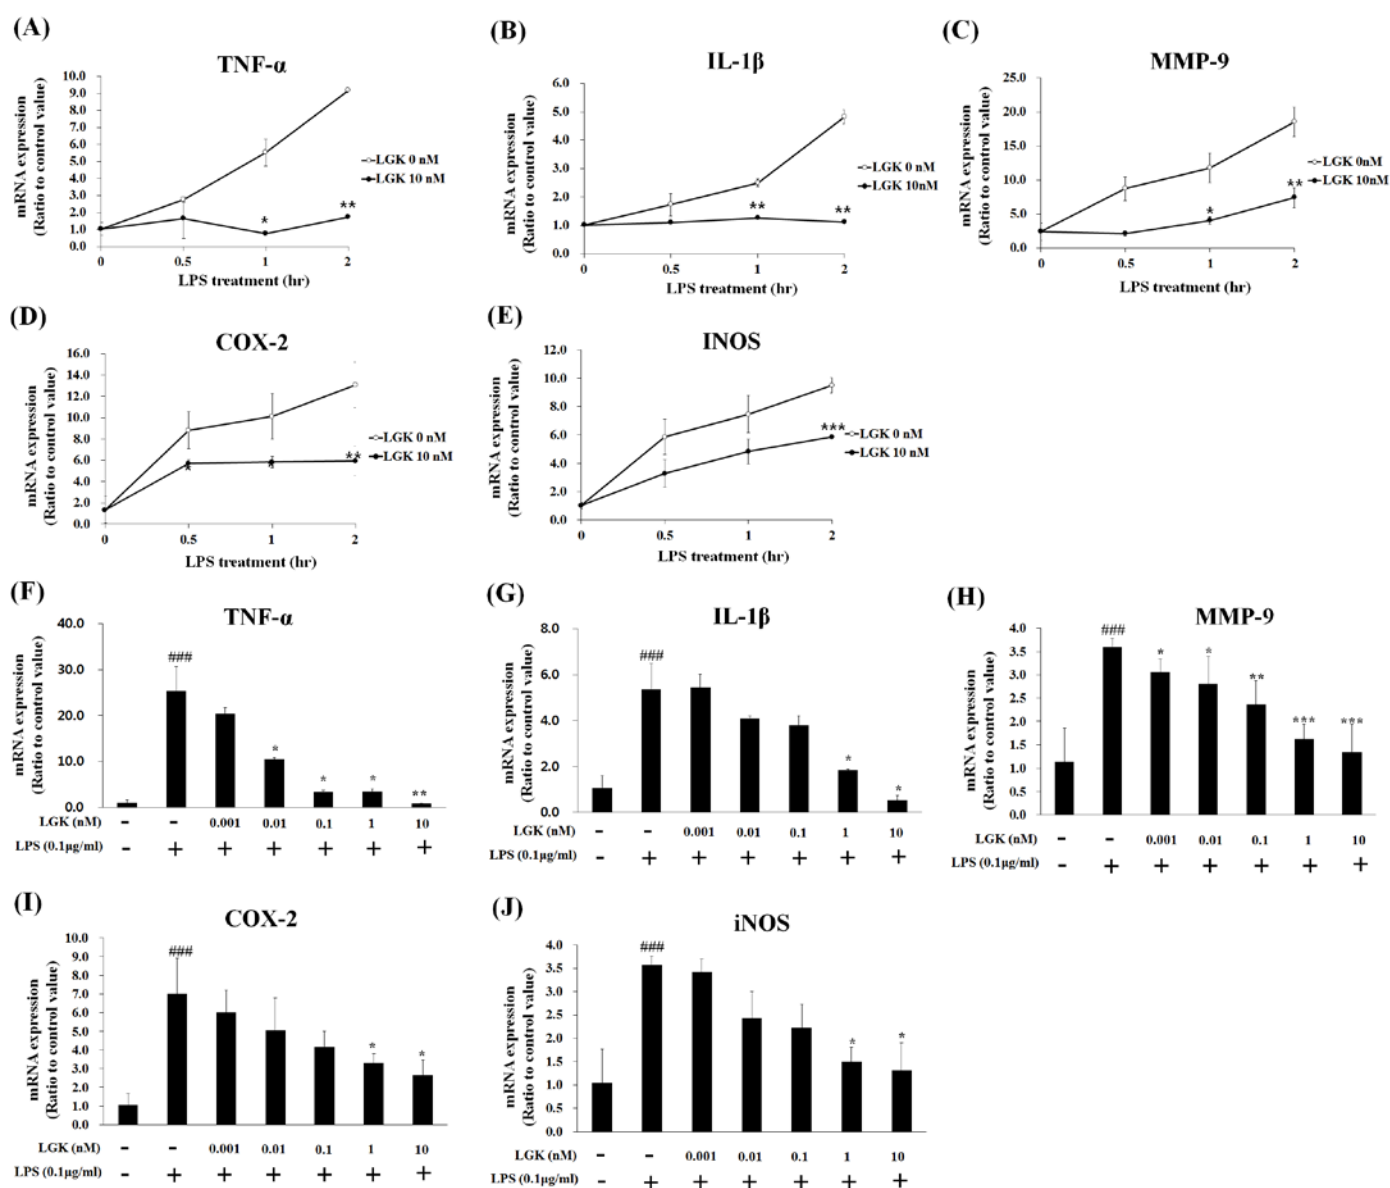 (A)
TNF-α
mRNA expression
(Ratio to control value)
10.0
9.0
8.0
7.0
6.0
5.0
4.0
3.0
2.0
1.0
0.0
* **
0 0.5 1 2
LPS treatment (hr)
LGK 0 nM
LGK 10 nM
(B)
IL-1β
mRNA expression
(Ratio to control value)
6.0
5.0
4.0
3.0
2.0
1.0
0.0
** **
0 0.5 1 2
LPS treatment (hr)
LGK 0 nM
LGK 10nM
(C)
MMP-9
mRNA expression
(Ratio to control value)
25.0
20.0
15.0
10.0
5.0
0.0
* **
0 0.5 1 2
LPS treatment (hr)
LGK 0nM
LGK 10nM
(D)
COX-2
mRNA expression
(Ratio to control value)
16.0
14.0
12.0
10.0
8.0
6.0
4.0
2.0
0.0
* * **
0 0.5 1 2
LPS treatment (hr)
LGK 0 nM
LGK 10 nM
(E)
INOS
mRNA expression
(Ratio to control value)
12.0
10.0
8.0
6.0
4.0
2.0
0.0
***
0 0.5 1 2
LPS treatment (hr)
LGK 0 nM
LGK 10 nM
(F)
TNF-α
mRNA expression
(Ratio to control value)
40.0
30.0
20.0
10.0
0.0
### * * * **
LGK (nM) - - 0.001 0.01 0.1 1 10
LPS (0.1μg/ml) - + + + + + +
(G)
IL-1β
mRNA expression
(Ratio to control value)
8.0
6.0
4.0
2.0
0.0
### * *
LGK (nM) - - 0.001 0.01 0.1 1 10
LPS (0.1μg/ml) - + + + + + +
(H)
MMP-9
mRNA expression
(Ratio to control value)
4.0
3.5
3.0
2.5
2.0
1.5
1.0
0.5
0.0
### * * ** *** ***
LGK (nM) - - 0.001 0.01 0.1 1 10
LPS (0.1μg/ml) - + + + + + +
(I)
COX-2
mRNA expression
(Ratio to control value)
10.0
9.0
8.0
7.0
6.0
5.0
4.0
3.0
2.0
1.0
0.0
### * *
LGK (nM) - - 0.001 0.01 0.1 1 10
LPS (0.1μg/ml) - + + + + + +
(J)
iNOS
mRNA expression
(Ratio to control value)
4.0
3.5
3.0
2.5
2.0
1.5
1.0
0.5
0.0
### * *
LGK (nM) - - 0.001 0.01 0.1 1 10
LPS (0.1μg/ml) - + + + + + +